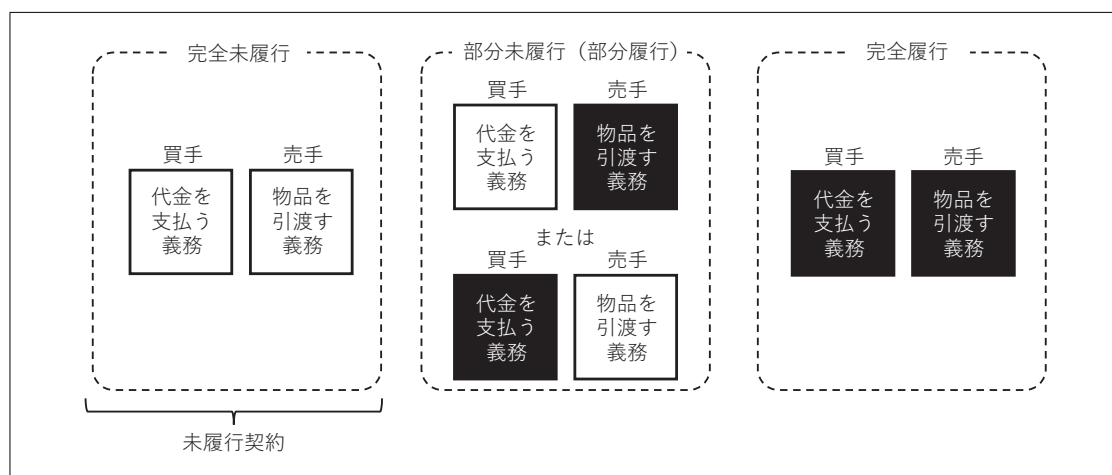 完全未履行
買手 売手
代金を
支払う
義務
物品を
引渡す
義務
未履行契約
部分未履行（部分履行）
買手 売手
代金を
支払う
義務
物品を
引渡す
義務
または
買手 売手
代金を
支払う
義務
物品を
引渡す
義務
完全履行
買手 売手
代金を
支払う
義務
物品を
引渡す
義務